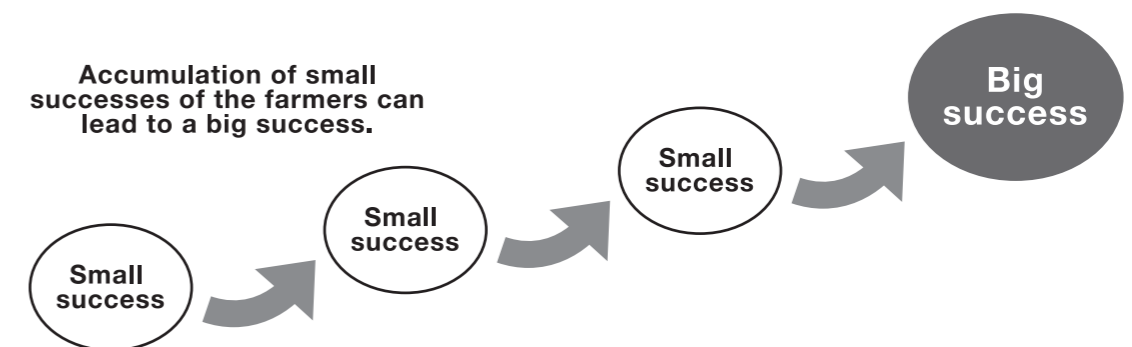 Accumulation of small
successes of the farmers can
lead to a big success.
Small
success
Small
success
Small
success
Big
success